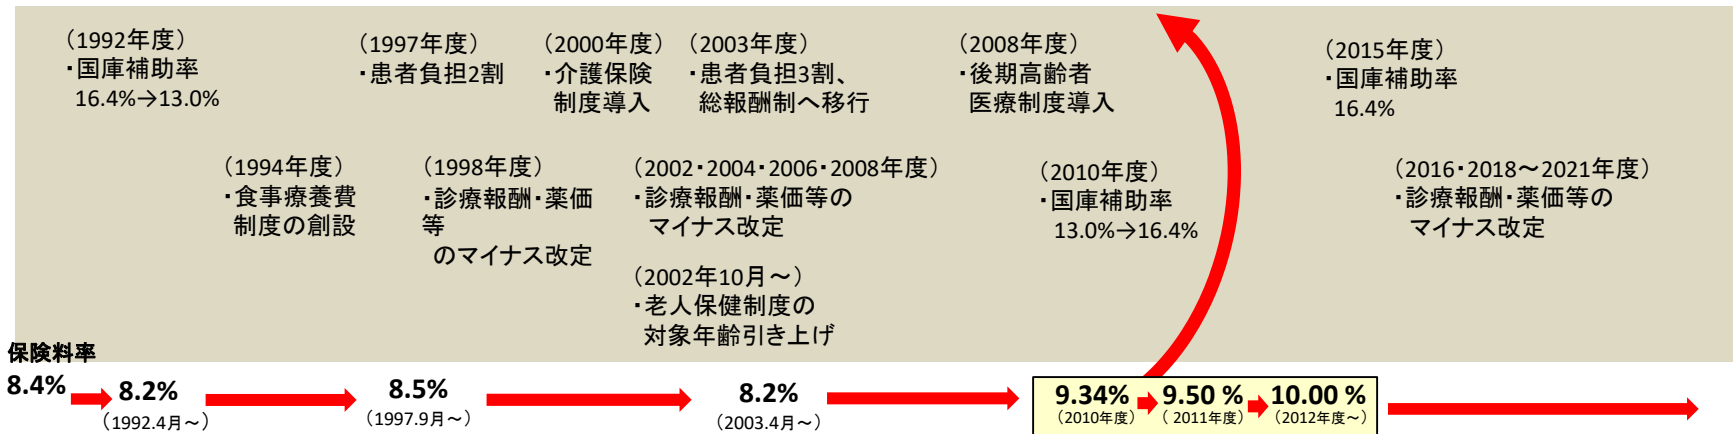 (1992年度)
・国庫補助率
16.4%→13.0%
(1997年度)
・患者負担2割
(2000年度)
・介護保険
制度導入
(2003年度)
・患者負担3割、
総報酬制へ移行
(2008年度)
・後期高齢者
医療制度導入
(2015年度)
・国庫補助率
16.4%
(1994年度)
・食事療養費
制度の創設
(1998年度)
・診療報酬・薬価
等
のマイナス改定
(2002・2004・2006・2008年度)
・診療報酬・薬価等の
マイナス改定
(2002年10月～)
・老人保健制度の
対象年齢引き上げ
(2010年度)
・国庫補助率
13.0%→16.4%
(2016・2018～2021年度)
・診療報酬・薬価等の
マイナス改定
保険料率
8.4%
8.2%
(1992.4月～)
8.5%
(1997.9月～)
8.2%
(2003.4月～)
9.34%
(2010年度)
9.50 %
( 2011年度)
10.00 %
(2012年度～)